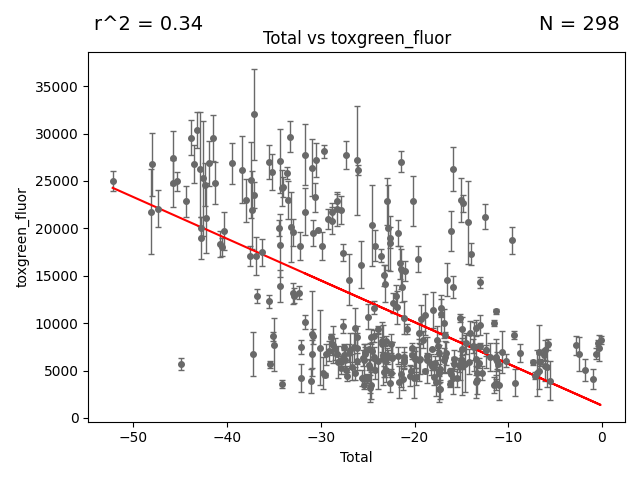 r^2 = 0.34
N = 298
Total vs toxgreen_fluor
35000
30000
25000
20000
15000
10000
5000
0
toxgreen_fluor
−50
−40
−30
−20
−10
0
Total